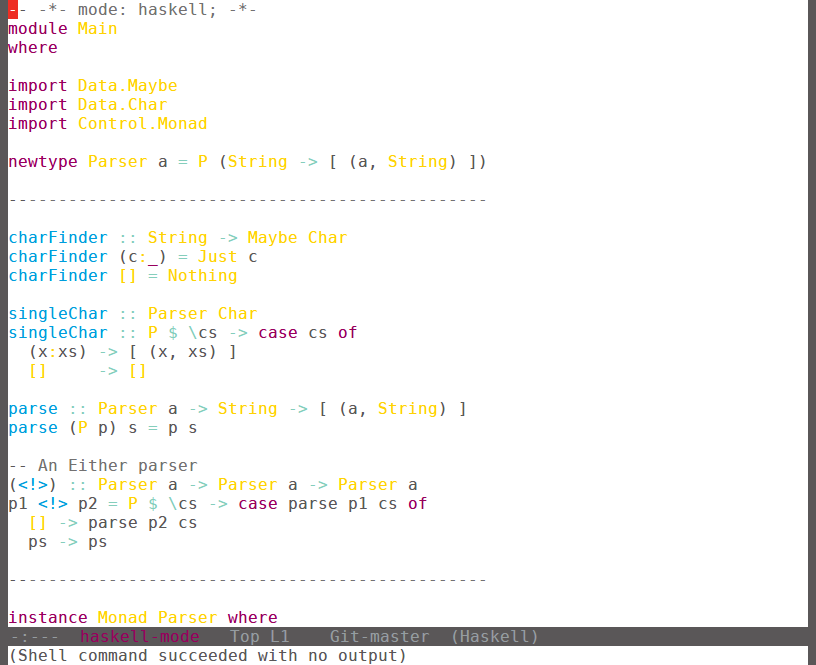 -- -*- mode: haskell; -*-
module Main
where

import Data.Maybe
import Data.Char
import Control.Monad

newtype Parser a = P (String -> [ (a, String) ])

------------------------------------------------

charFinder :: String -> Maybe Char
charFinder (c:_) = Just c
charFinder [] = Nothing

singleChar :: Parser Char
singleChar :: P $ \cs -> case cs of
  (x:xs) -> [ (x, xs) ]
  []     -> []

parse :: Parser a -> String -> [ (a, String) ]
parse (P p) s = p s

-- An Either parser
(<!>) :: Parser a -> Parser a -> Parser a
p1 <!> p2 = P $ \cs -> case parse p1 cs of
  [] -> parse p2 cs
  ps -> ps

------------------------------------------------

instance Monad Parser where
-:---  haskell-mode   Top L1    Git-master  (Haskell)
(Shell command succeeded with no output)